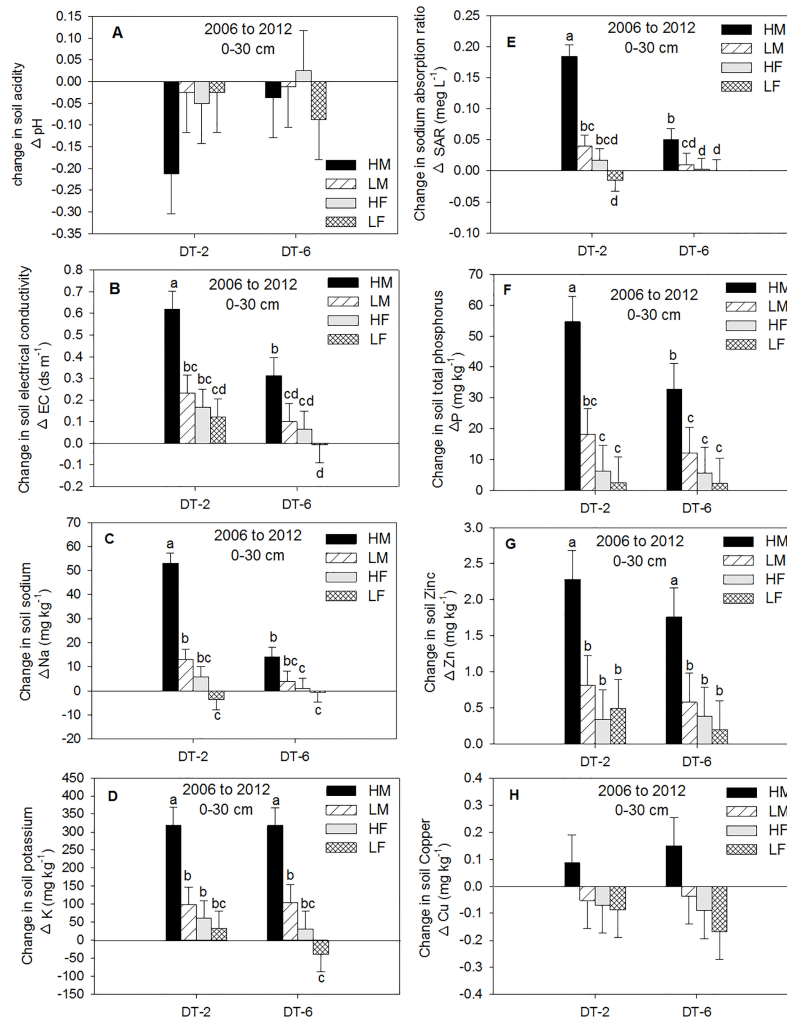 A
2006 to 2012
0-30 cm
change in soil acidity
Δ pH
0.15
0.10
0.05
0.00
-0.05
-0.10
-0.15
-0.20
-0.25
-0.30
-0.35
HM
LM
HF
LF
DT-2 DT-6
B
2006 to 2012
0-30 cm
Change in soil electrical conductivity
Δ EC (ds m-1)
0.8
0.7
0.6
0.5
0.4
0.3
0.2
0.1
0.0
-0.1
-0.2
HM
LM
HF
LF
a
bc bc cd
b
cd cd
d
DT-2 DT-6
C
2006 to 2012
0-30 cm
Change in soil sodium
Δ Na (mg kg-1)
70
60
50
40
30
20
10
0
-10
-20
HM
LM
HF
LF
a
b
bc
c
b
bc
c
c
DT-2 DT-6
D
2006 to 2012
0-30 cm
Change in soil potassium
Δ K (mg kg-1)
450
400
350
300
250
200
150
100
50
0
-50
-100
-150
HM
LM
HF
LF
a
b
b
bc
a
b
b
c
DT-2 DT-6
E
2006 to 2012
0-30 cm
Change in sodium absorption ratio
Δ SAR (meg L-1)
0.25
0.20
0.15
0.10
0.05
0.00
-0.05
-0.10
HM
LM
HF
LF
a
bc
bcd
d
b
cd d d
DT-2 DT-6
F
2006 to 2012
0-30 cm
Change in soil total phosphorus
ΔP (mg kg-1)
70
60
50
40
30
20
10
0
HM
LM
HF
LF
a
bc
c
c
b
c
c
c
DT-2 DT-6
G
2006 to 2012
0-30 cm
Change in soil Zinc
Δ Zn (mg kg-1)
3.0
2.5
2.0
1.5
1.0
0.5
0.0
HM
LM
HF
LF
a
b
b
b
a
b
b
b
DT-2 DT-6
H
2006 to 2012
0-30 cm
Change in soil Copper
Δ Cu (mg kg-1)
0.4
0.3
0.2
0.1
0.0
-0.1
-0.2
-0.3
-0.4
HM
LM
HF
LF
DT-2 DT-6